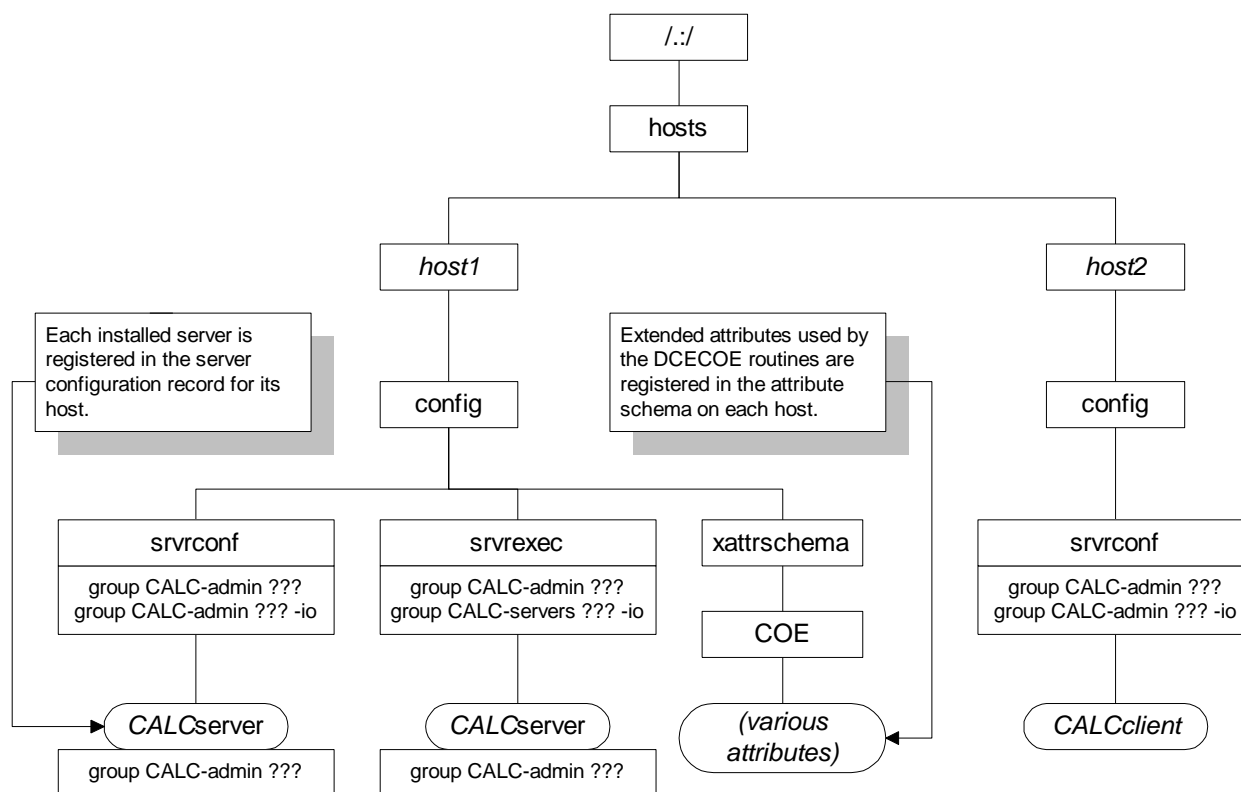 /.:/
hosts
host1
host2
Each installed server is
registered in the server
configuration record for its
host.
Extended attributes used by
the DCECOE routines are
registered in the attribute
schema on each host.
config
config
srvrconf
group CALC-admin ???
group CALC-admin ??? -io
srvrexec
group CALC-admin ???
group CALC-servers ??? -io
xattrschema
COE
srvrconf
group CALC-admin ???
group CALC-admin ??? -io
CALCserver
group CALC-admin ???
CALCserver
group CALC-admin ???
(various
attributes)
CALCclient